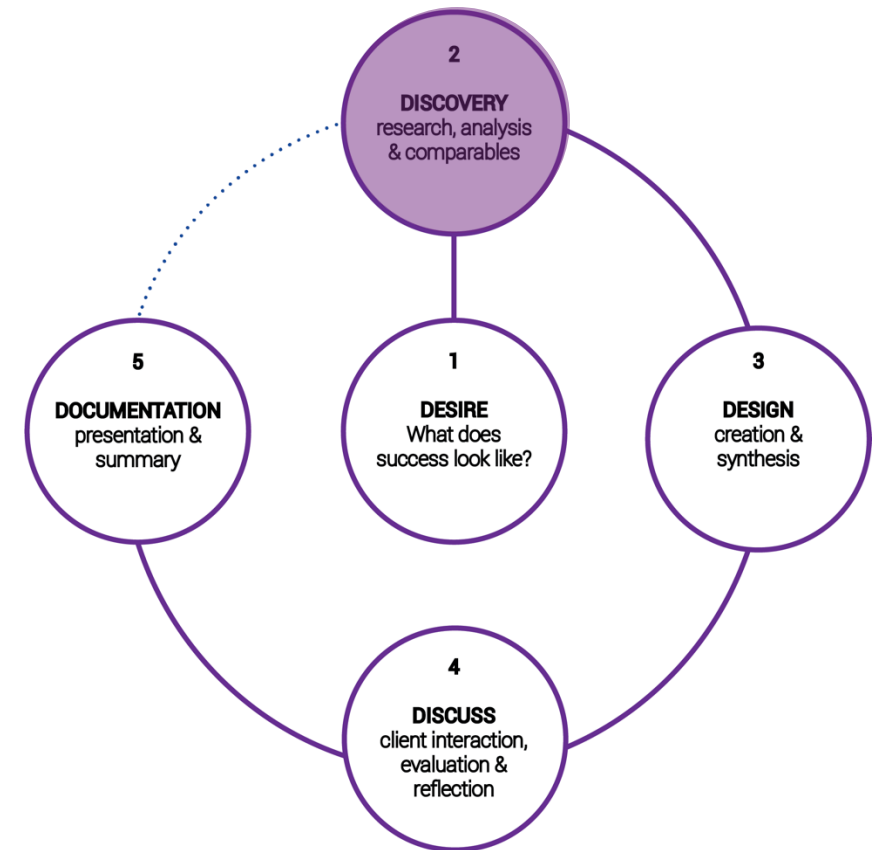 2
DISCOVERY
research, analysis
& comparables
5
DOCUMENTATION
presentation &
summary
1
DESIRE
What does
success look like?
3
DESIGN
creation &
synthesis
4
DISCUSS
client interaction,
evaluation &
reflection